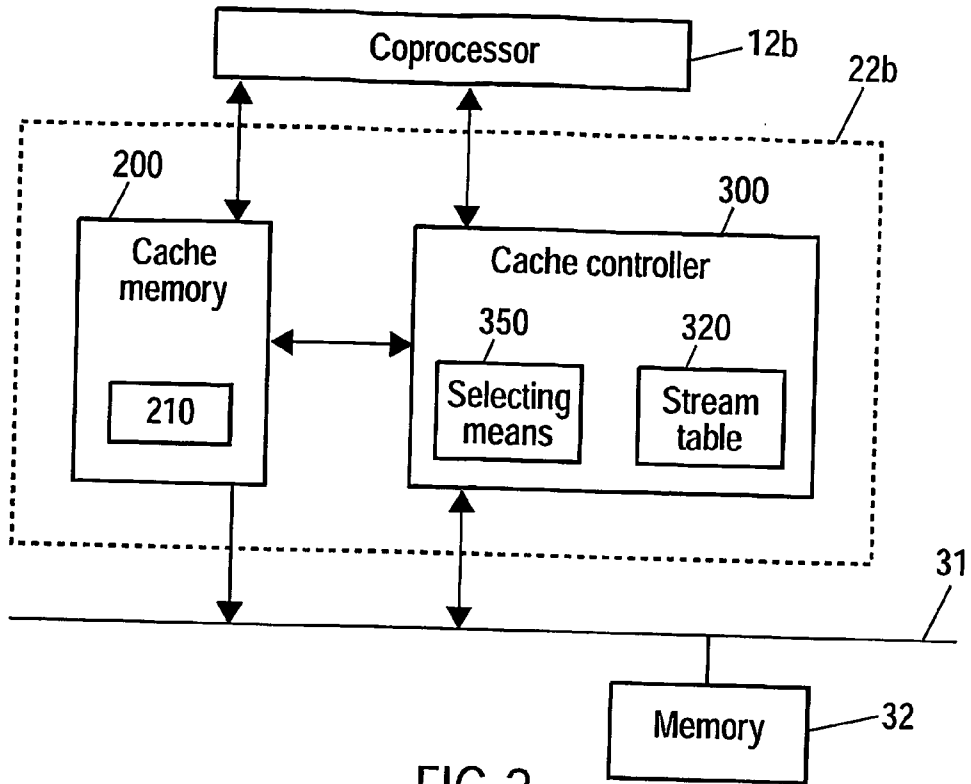 Coprocessor
12b
22b
200
300
Cache
memory
Cache controller
350
320
210
Selecting
means
Stream
table
31
Memory
32